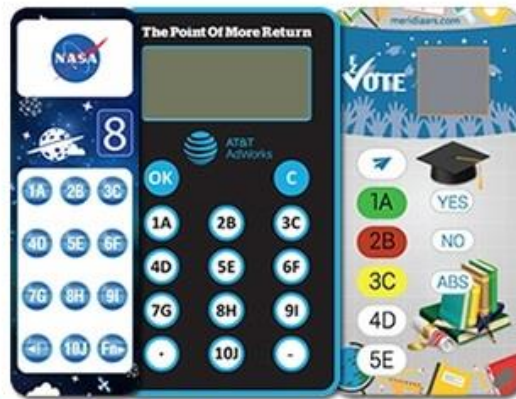 NASA
8
1A 2B 3C
4D 5E 6F
7G 8H 9I
10J Fn
The Point Of More Return
AT&T
AdWorks
OK C
1A 2B 3C
4D 5E 6F
7G 8H 9I
. 10J -
meridiaars.com
VOTE
1A YES
2B NO
3C ABS
4D
5E